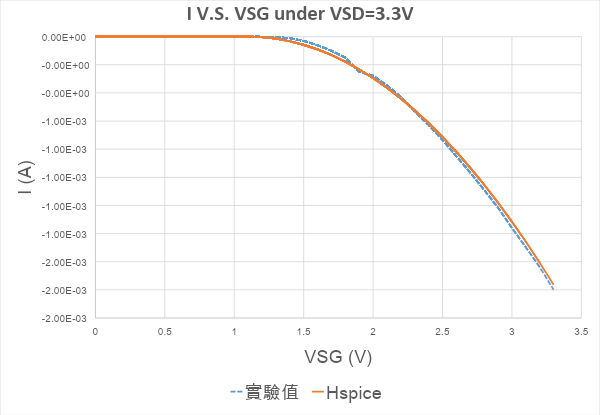 I V.S. VSG under VSD=3.3V
0.00E+00
-0.00E+00
-0.00E+00
-1.00E-03
-1.00E-03
-1.00E-03
-1.00E-03
-1.00E-03
-2.00E-03
-2.00E-03
-2.00E-03
I (A)
0 0.5 1 1.5 2 2.5 3 3.5
VSG (V)
實驗值 Hspice